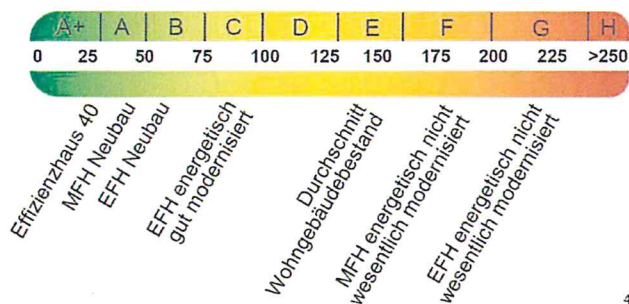 A+ A B C D E F G H
0 25 50 75 100 125 150 175 200 225 >250
Effizienzhaus 40
MFH Neubau
EFH Neubau
EFH energetisch
gut modernisiert
Durchschnitt
Wohngebäudebestand
MFH energetisch nicht
wesentlich modernisiert
EFH energetisch nicht
wesentlich modernisiert